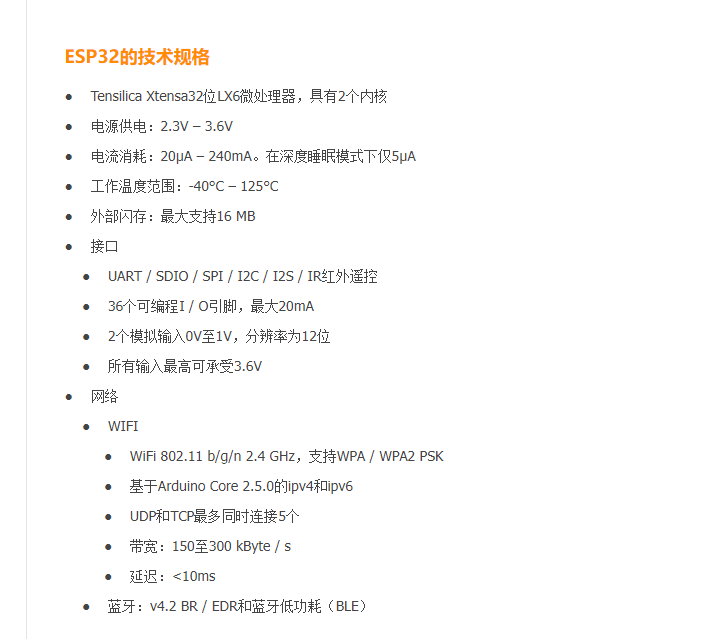 ESP32的技术规格
Tensilica Xtensa32位LX6微处理器，具有2个内核
电源供电：2.3V – 3.6V
电流消耗：20μA – 240mA。在深度睡眠模式下仅5μA
工作温度范围：-40°C – 125°C
外部闪存：最大支持16 MB
接口
UART / SDIO / SPI / I2C / I2S / IR红外遥控
36个可编程I / O引脚，最大20mA
2个模拟输入0V至1V，分辨率为12位
所有输入最高可承受3.6V
网络
WIFI
WiFi 802.11 b/g/n 2.4 GHz，支持WPA / WPA2 PSK
基于Arduino Core 2.5.0的ipv4和ipv6
UDP和TCP最多同时连接5个
带宽：150至300 kByte / s
延迟：<10ms
蓝牙：v4.2 BR / EDR和蓝牙低功耗（BLE）